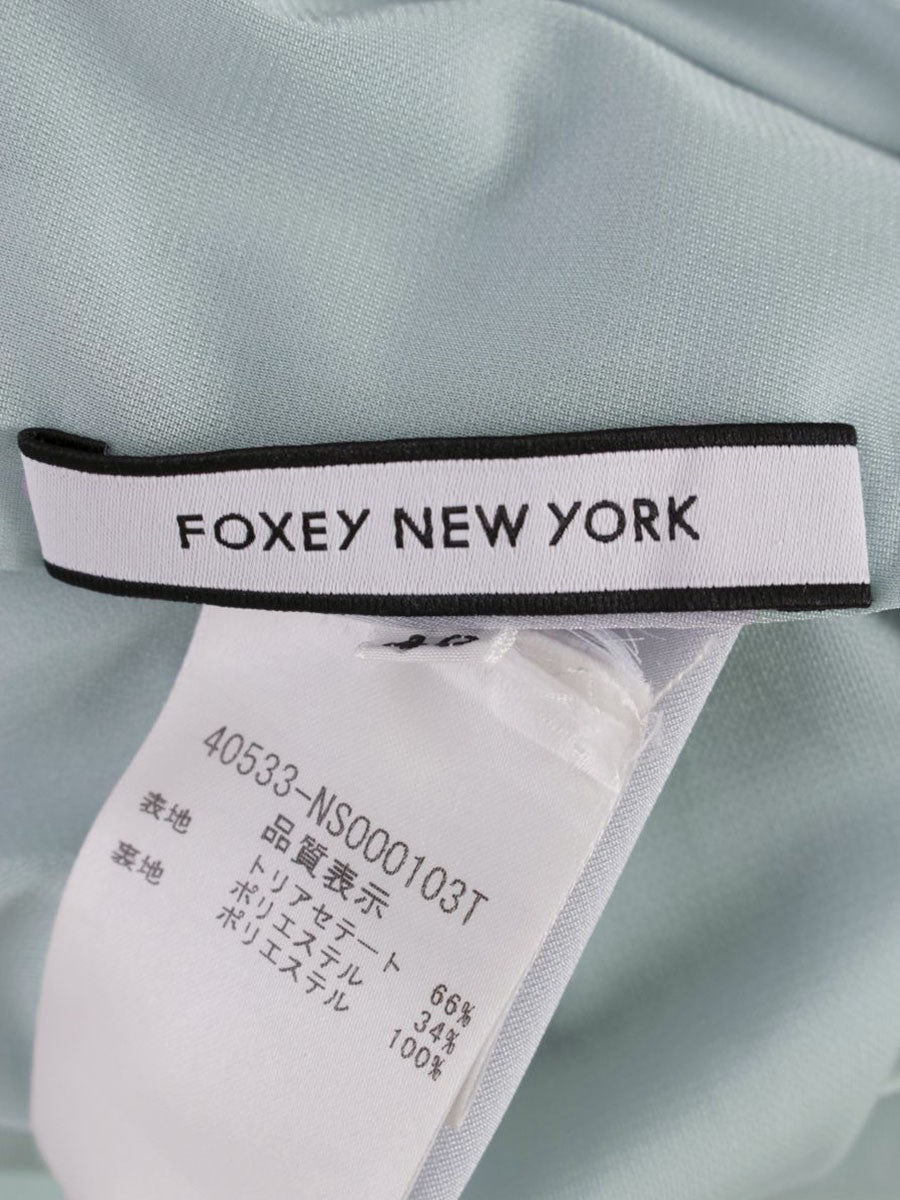 FOXEY NEW YORK
40533-NS000103T
品質表示
表地 トリアセテート 66%
ポリエステル 34%
裏地 ポリエステル 100%